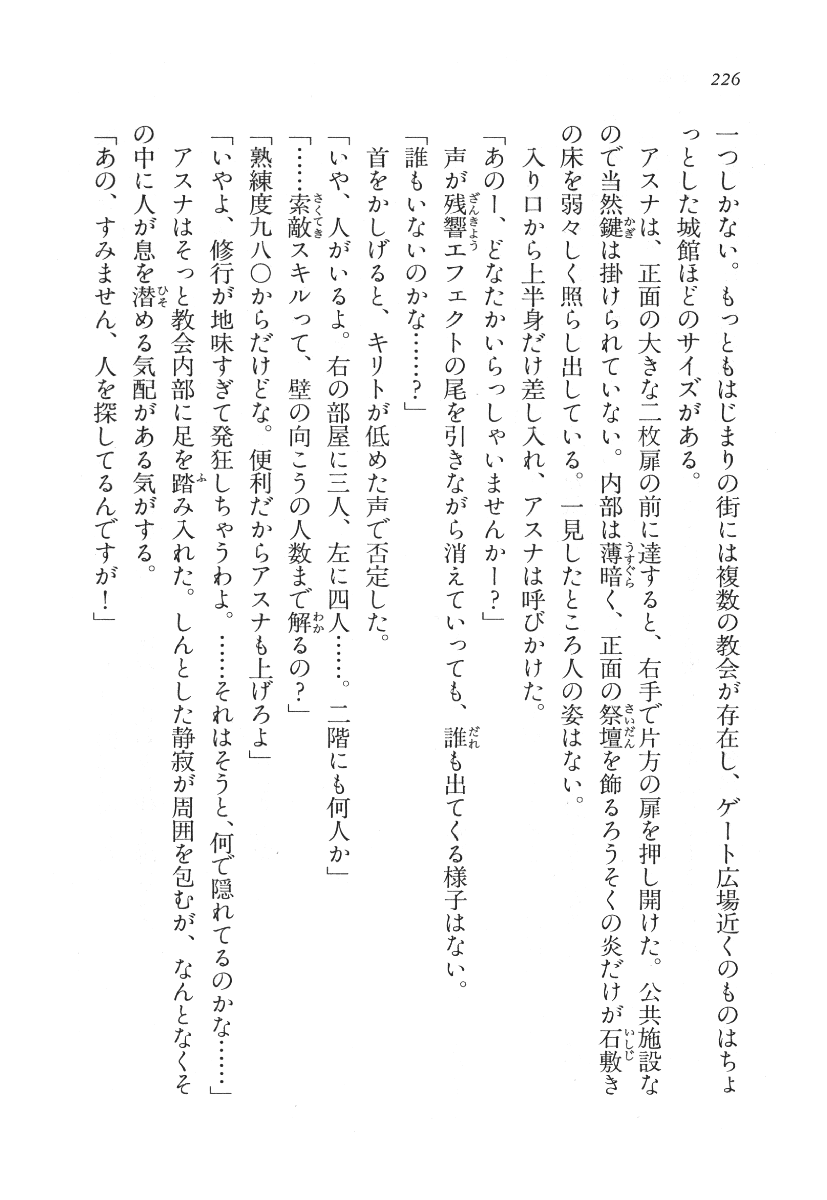 226
一つしかない。もっともはじまりの街には複数の教会が存在し、ゲート広場近くのものはちょ
っとした城館ほどのサイズがある。
　アスナは、正面の大きな二枚扉の前に達すると、右手で片方の扉を押し開けた。公共施設な
ので当然鍵は掛けられていない。内部は薄暗く、正面の祭壇を飾るろうそくの炎だけが石敷き
の床を弱々しく照らし出している。一見したところ人の姿はない。
　入り口から上半身だけ差し入れ、アスナは呼びかけた。
「あのー、どなたかいらっしゃいませんかー？」
　声が残響エフェクトの尾を引きながら消えていっても、誰も出てくる様子はない。
「誰もいないのかな……？」
　首をかしげると、キリトが低めた声で否定した。
「いや、人がいるよ。右の部屋に三人、左に四人……。二階にも何人か」
「……索敵スキルって、壁の向こうの人数まで解るの？」
「熟練度九八〇からだけどな。便利だからアスナも上げろよ」
「いやよ、修行が地味すぎて発狂しちゃうわよ。……それはそうと、何で隠れてるのかな……」
　アスナはそっと教会内部に足を踏み入れた。しんとした静寂が周囲を包むが、なんとなくそ
の中に人が息を潜める気配がある気がする。
「あの、すみません、人を探してるんですが！」